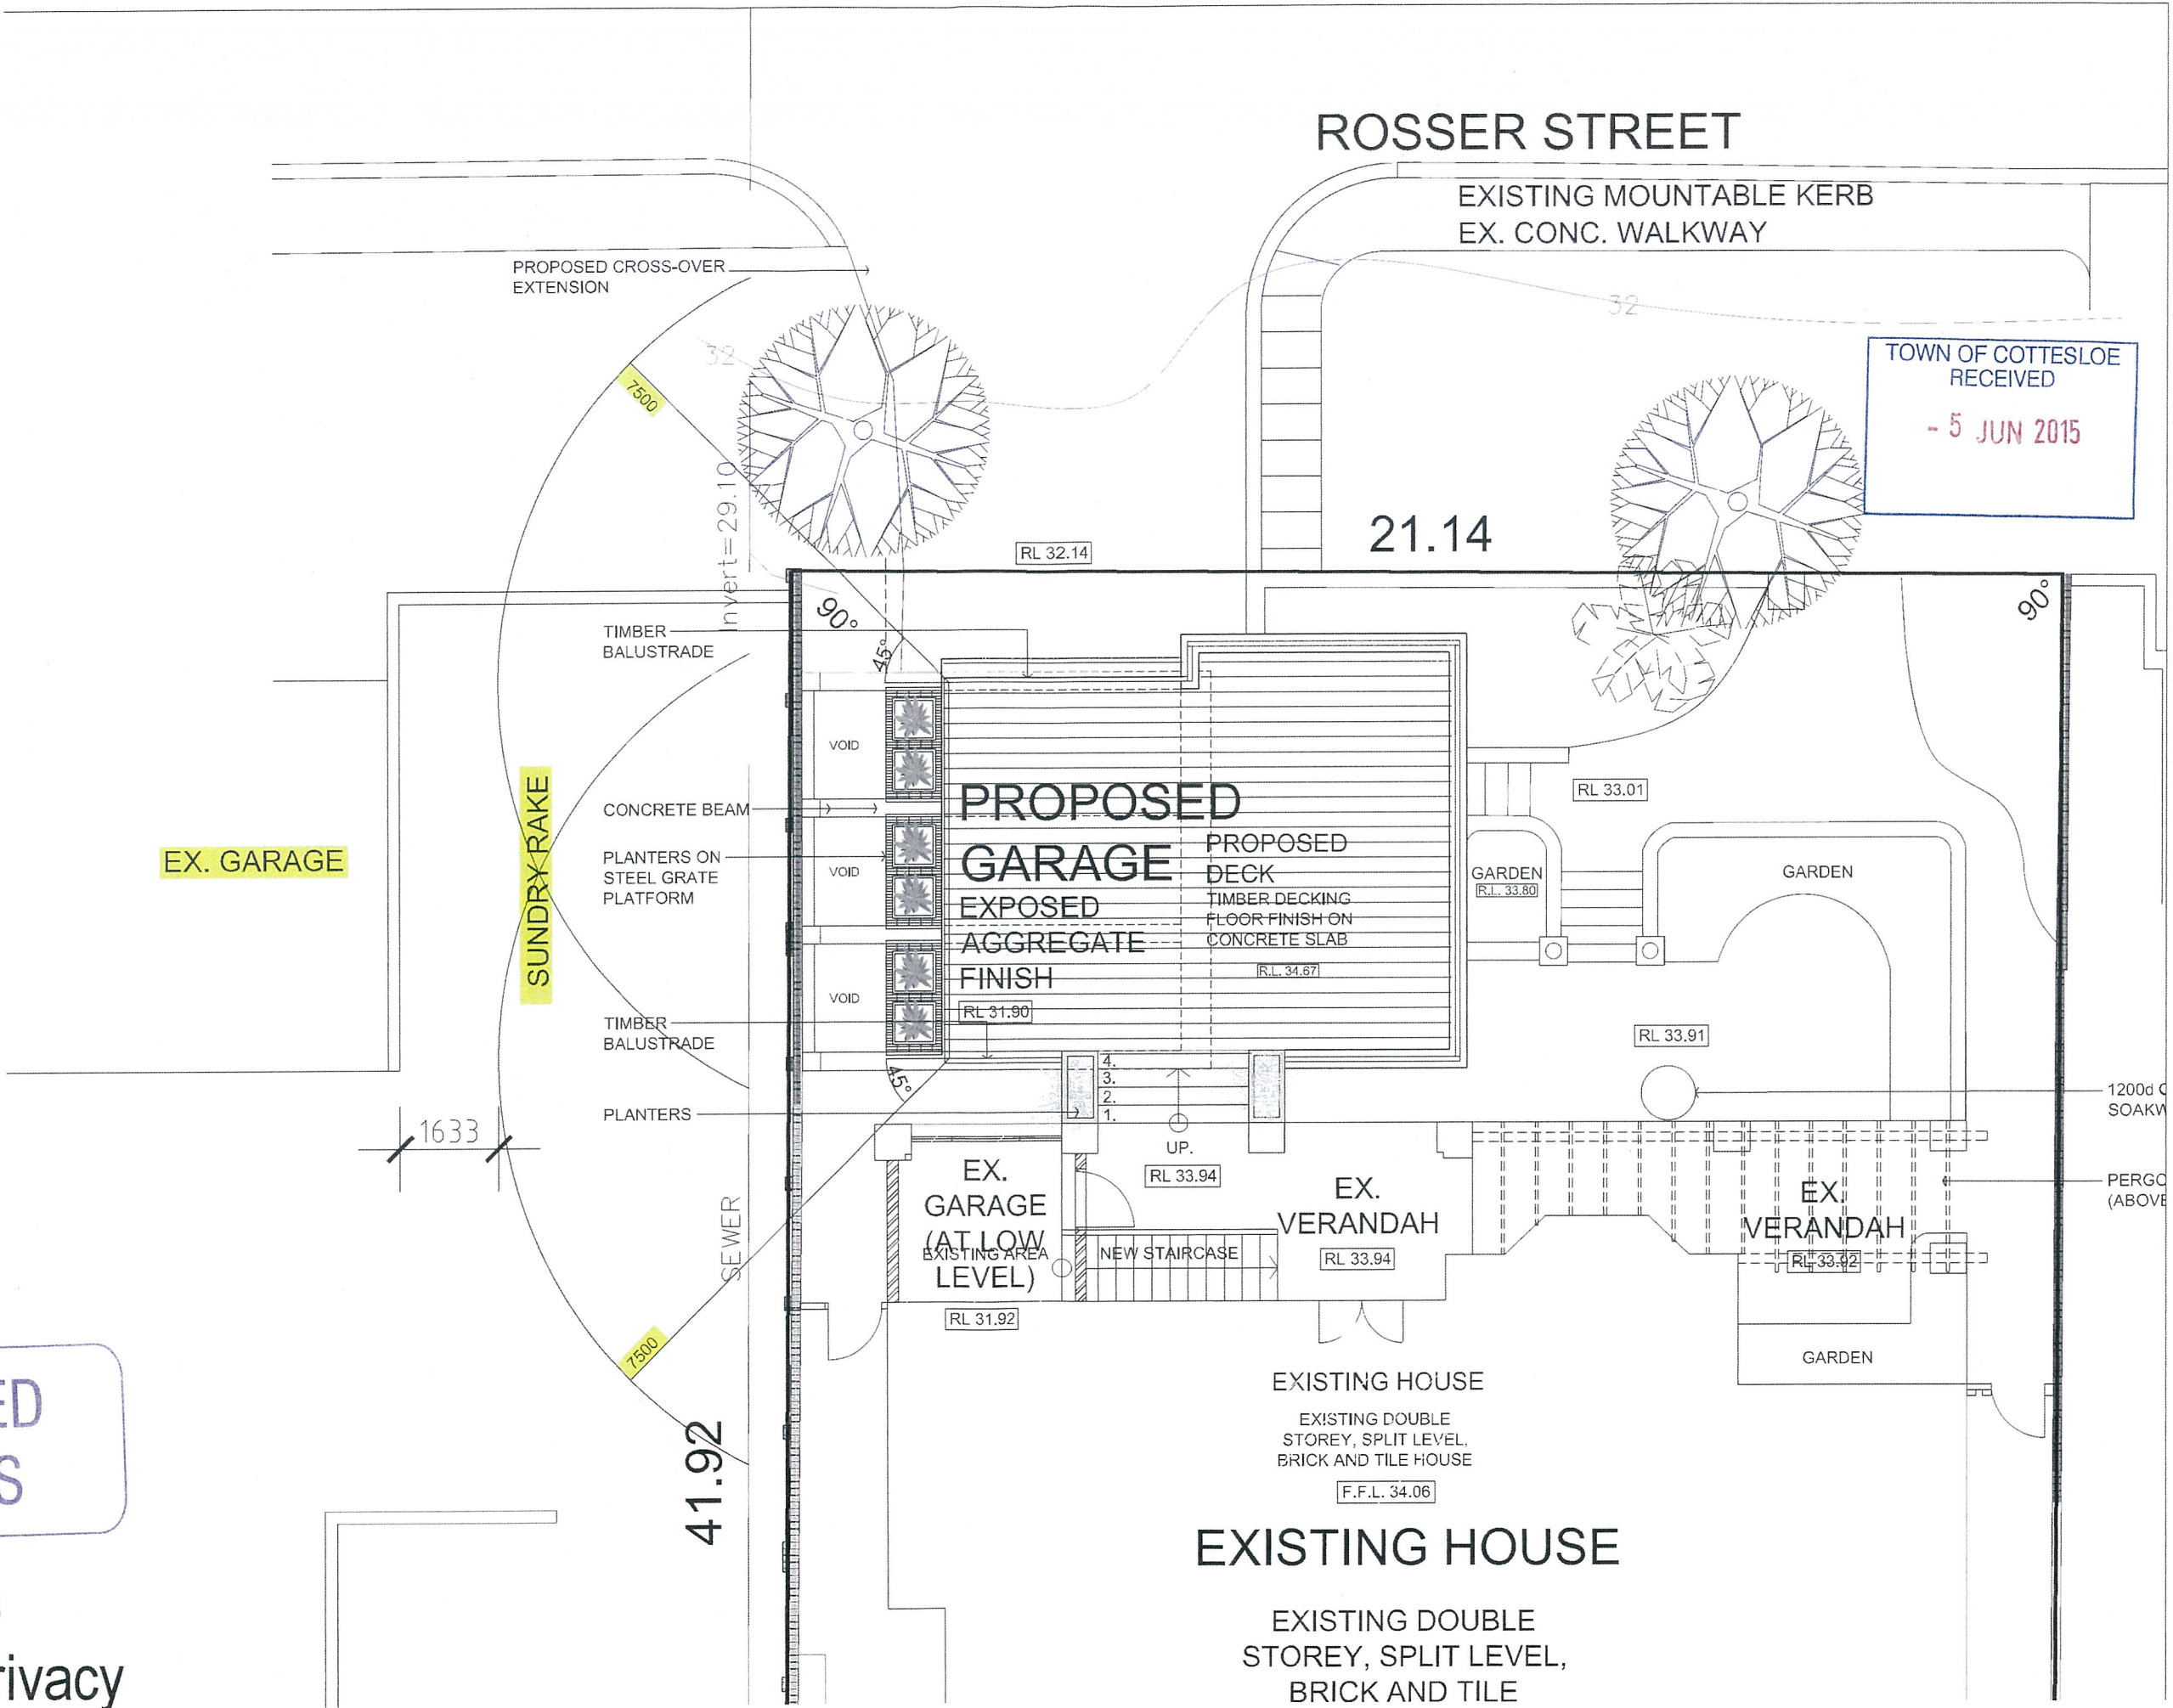 ROSSER STREET
EXISTING MOUNTABLE KERB
EX. CONC. WALKWAY
PROPOSED CROSS-OVER
EXTENSION
32
32
7500
TOWN OF COTTESLOE
RECEIVED
- 5 JUN 2015
Invert=29.10
21.14
RL 32.14
90°
90°
45°
TIMBER
BALUSTRADE
VOID
CONCRETE BEAM
PLANTERS ON
STEEL GRATE
PLATFORM
VOID
VOID
EX. GARAGE
SUNDRY RAKE
PROPOSED
GARAGE
EXPOSED
AGGREGATE
FINISH
RL 31.90
PROPOSED
DECK
TIMBER DECKING
FLOOR FINISH ON
CONCRETE SLAB
R.L. 34.67
RL 33.01
GARDEN
R.L. 33.80
GARDEN
RL 33.91
TIMBER
BALUSTRADE
45°
PLANTERS
4.
3.
2.
1.
UP.
RL 33.94
1633
1200d
SOAKW
PERGO
(ABOVE
EX.
GARAGE
(AT LOW
LEVEL)
EXISTING AREA
NEW STAIRCASE
RL 31.92
EX.
VERANDAH
RL 33.94
EX.
VERANDAH
RL 33.92
GARDEN
SEWER
7500
41.92
EXISTING HOUSE
EXISTING DOUBLE
STOREY, SPLIT LEVEL,
BRICK AND TILE HOUSE
F.F.L. 34.06
EXISTING HOUSE
EXISTING DOUBLE
STOREY, SPLIT LEVEL,
BRICK AND TILE
ED
S
rivacy